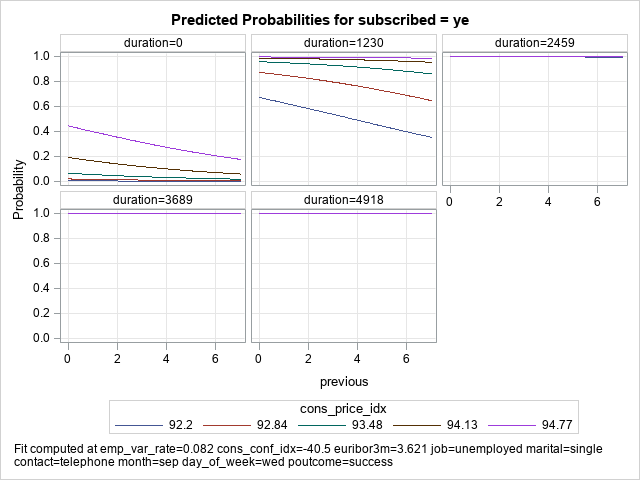 Predicted Probabilities for subscribed = ye
duration=0 duration=1230 duration=2459
1.0
0.8
0.6
0.4
0.2
0.0
0 2 4 6
Probability
duration=3689 duration=4918
1.0
0.8
0.6
0.4
0.2
0.0
0 2 4 6 0 2 4 6
previous
cons_price_idx
92.2 92.84 93.48 94.13 94.77
Fit computed at emp_var_rate=0.082 cons_conf_idx=-40.5 euribor3m=3.621 job=unemployed marital=single
contact=telephone month=sep day_of_week=wed poutcome=success